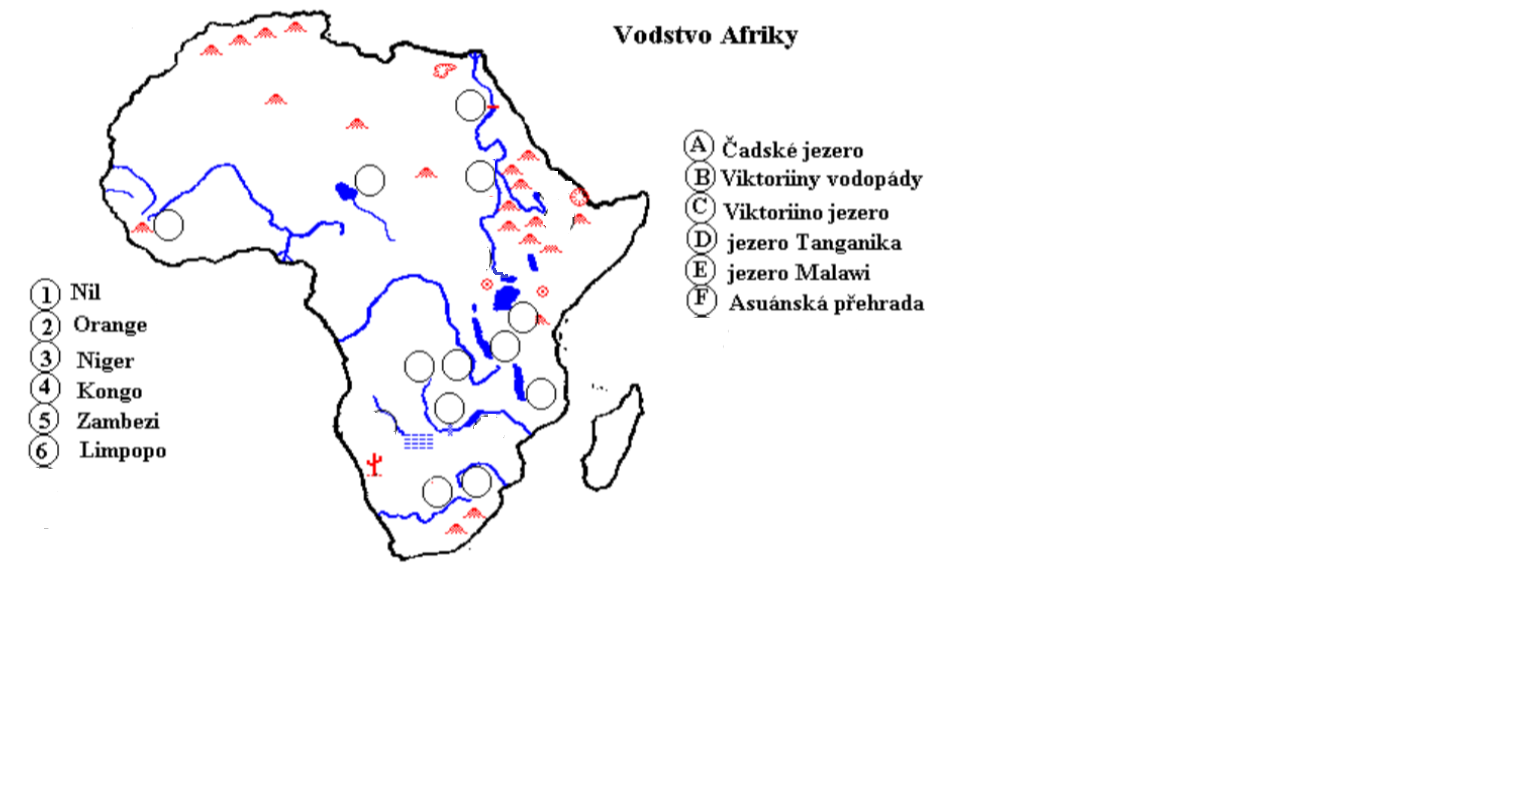 Vodstvo Afriky
A Čadské jezero
B Viktoriiny vodopády
C Viktoriino jezero
D jezero Tanganika
E jezero Malawi
F Asuánská přehrada
1 Nil
2 Orange
3 Niger
4 Kongo
5 Zambezi
6 Limpopo